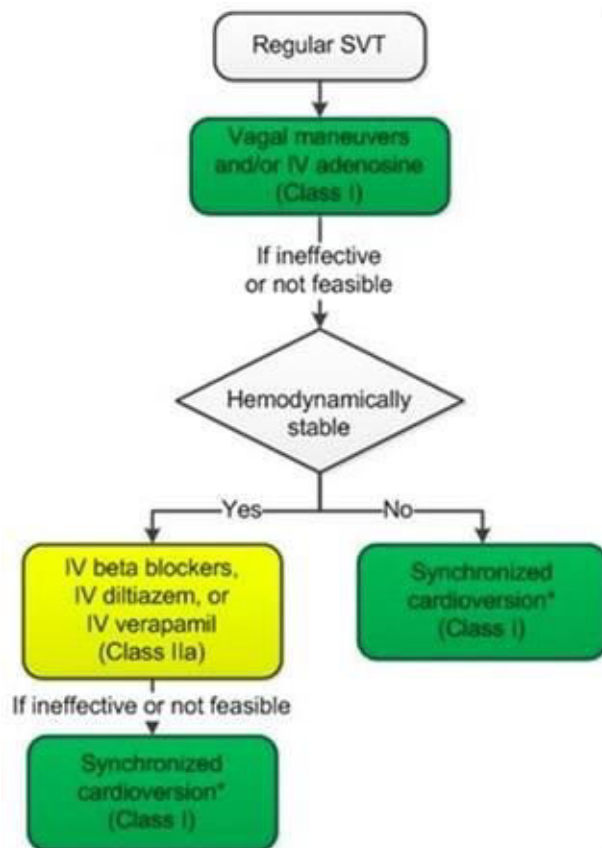 Regular SVT
Vagal maneuvers
and/or IV adenosine
(Class I)
If ineffective
or not feasible
Hemodynamically
stable
Yes
No
IV beta blockers,
IV diltiazem, or
IV verapamil
(Class IIa)
Synchronized
cardioversion*
(Class I)
If ineffective or not feasible
Synchronized
cardioversion*
(Class I)